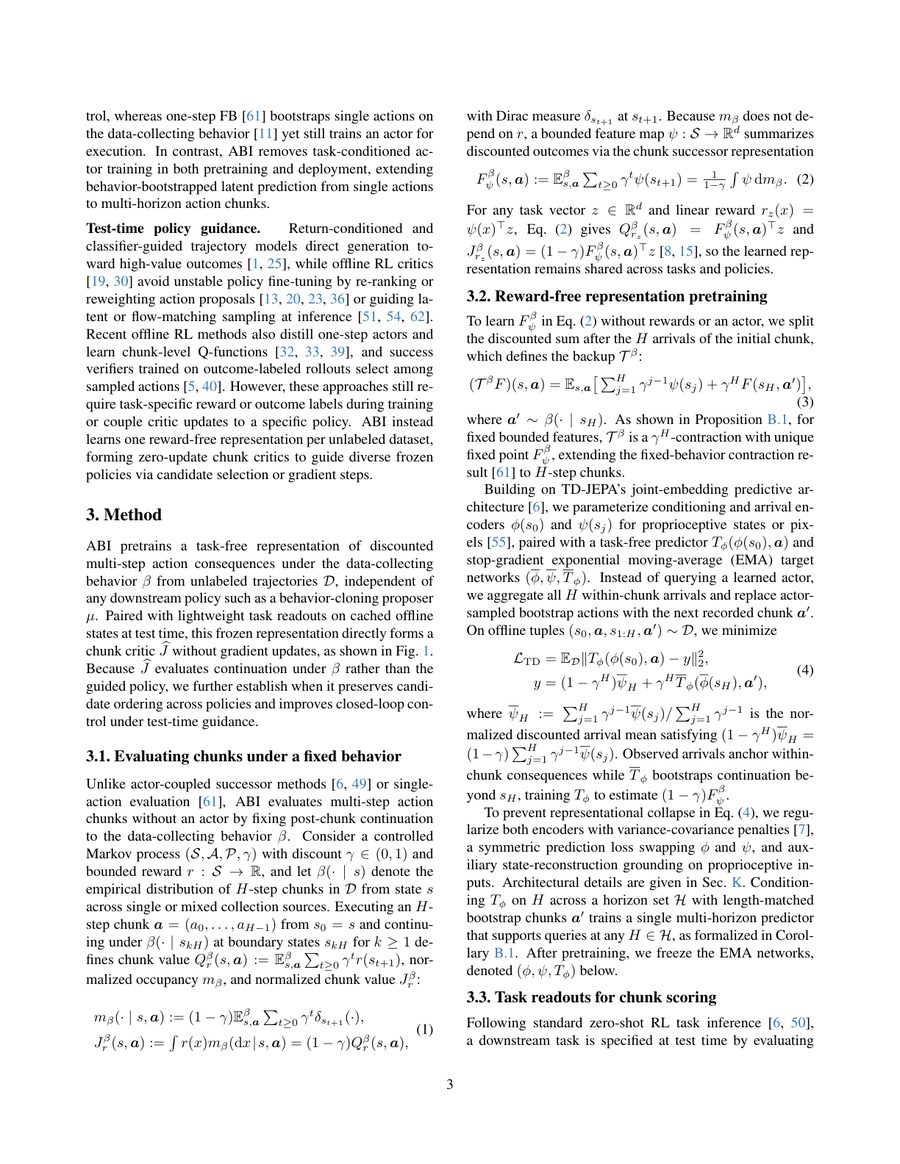 trol, whereas one-step FB [61] bootstraps single actions on
the data-collecting behavior [11] yet still trains an actor for
execution. In contrast, ABI removes task-conditioned ac-
tor training in both pretraining and deployment, extending
behavior-bootstrapped latent prediction from single actions
to multi-horizon action chunks.
Test-time policy guidance. Return-conditioned and
classifier-guided trajectory models direct generation to-
ward high-value outcomes [1, 25], while offline RL critics
[19, 30] avoid unstable policy fine-tuning by re-ranking or
reweighting action proposals [13, 20, 23, 36] or guiding la-
tent or flow-matching sampling at inference [51, 54, 62].
Recent offline RL methods also distill one-step actors and
learn chunk-level Q-functions [32, 33, 39], and success
verifiers trained on outcome-labeled rollouts select among
sampled actions [5, 40]. However, these approaches still re-
quire task-specific reward or outcome labels during training
or couple critic updates to a specific policy. ABI instead
learns one reward-free representation per unlabeled dataset,
forming zero-update chunk critics to guide diverse frozen
policies via candidate selection or gradient steps.
3. Method
ABI pretrains a task-free representation of discounted
multi-step action consequences under the data-collecting
behavior β from unlabeled trajectories 𝒟, independent of
any downstream policy such as a behavior-cloning proposer
μ. Paired with lightweight task readouts on cached offline
states at test time, this frozen representation directly forms a
chunk critic Ĵ without gradient updates, as shown in Fig. 1.
Because Ĵ evaluates continuation under β rather than the
guided policy, we further establish when it preserves candi-
date ordering across policies and improves closed-loop con-
trol under test-time guidance.
3.1. Evaluating chunks under a fixed behavior
Unlike actor-coupled successor methods [6, 49] or single-
action evaluation [61], ABI evaluates multi-step action
chunks without an actor by fixing post-chunk continuation
to the data-collecting behavior β. Consider a controlled
Markov process (𝒮, 𝒜, 𝒫, γ) with discount γ ∈ (0, 1) and
bounded reward r : 𝒮 → ℝ, and let β(· | s) denote the
empirical distribution of H-step chunks in 𝒟 from state s
across single or mixed collection sources. Executing an H-
step chunk 𝒂 = (a_0, . . . , a_{H−1}) from s_0 = s and continu-
ing under β(· | s_{kH}) at boundary states s_{kH} for k ≥ 1 de-
fines chunk value Q_r^β(s, 𝒂) := 𝔼_{s,𝒂}^β ∑_{t≥0} γ^t r(s_{t+1}), nor-
malized occupancy m_β, and normalized chunk value J_r^β:
m_β(· | s, 𝒂) := (1 − γ)𝔼_{s,𝒂}^β ∑_{t≥0} γ^t δ_{s_{t+1}}(·),
J_r^β(s, 𝒂) := ∫ r(x)m_β(dx | s, 𝒂) = (1 − γ)Q_r^β(s, 𝒂), (1)
with Dirac measure δ_{s_{t+1}} at s_{t+1}. Because m_β does not de-
pend on r, a bounded feature map ψ : 𝒮 → ℝ^d summarizes
discounted outcomes via the chunk successor representation
F_ψ^β(s, 𝒂) := 𝔼_{s,𝒂}^β ∑_{t≥0} γ^t ψ(s_{t+1}) = 1/(1−γ) ∫ ψ dm_β. (2)
For any task vector z ∈ ℝ^d and linear reward r_z(x) =
ψ(x)^⊤z, Eq. (2) gives Q_{r_z}^β(s, 𝒂) = F_ψ^β(s, 𝒂)^⊤z and
J_{r_z}^β(s, 𝒂) = (1 − γ)F_ψ^β(s, 𝒂)^⊤z [8, 15], so the learned rep-
resentation remains shared across tasks and policies.
3.2. Reward-free representation pretraining
To learn F_ψ^β in Eq. (2) without rewards or an actor, we split
the discounted sum after the H arrivals of the initial chunk,
which defines the backup 𝒯^β:
(𝒯^β F)(s, 𝒂) = 𝔼_{s,𝒂}[∑_{j=1}^H γ^{j−1}ψ(s_j) + γ^H F(s_H, 𝒂′)],
(3)
where 𝒂′ ∼ β(· | s_H). As shown in Proposition B.1, for
fixed bounded features, 𝒯^β is a γ^H-contraction with unique
fixed point F_ψ^β, extending the fixed-behavior contraction re-
sult [61] to H-step chunks.
Building on TD-JEPA's joint-embedding predictive ar-
chitecture [6], we parameterize conditioning and arrival en-
coders ϕ(s_0) and ψ(s_j) for proprioceptive states or pix-
els [55], paired with a task-free predictor T_ϕ(ϕ(s_0), 𝒂) and
stop-gradient exponential moving-average (EMA) target
networks (ϕ̄, ψ̄, T̄_ϕ). Instead of querying a learned actor,
we aggregate all H within-chunk arrivals and replace actor-
sampled bootstrap actions with the next recorded chunk 𝒂′.
On offline tuples (s_0, 𝒂, s_{1:H}, 𝒂′) ∼ 𝒟, we minimize
ℒ_TD = 𝔼_𝒟‖T_ϕ(ϕ(s_0), 𝒂) − y‖_2^2,
y = (1 − γ^H)ψ̄_H + γ^H T̄_ϕ(ϕ̄(s_H), 𝒂′), (4)
where ψ̄_H := ∑_{j=1}^H γ^{j−1}ψ̄(s_j)/ ∑_{j=1}^H γ^{j−1} is the nor-
malized discounted arrival mean satisfying (1 − γ^H)ψ̄_H =
(1 − γ) ∑_{j=1}^H γ^{j−1}ψ̄(s_j). Observed arrivals anchor within-
chunk consequences while T̄_ϕ bootstraps continuation be-
yond s_H, training T_ϕ to estimate (1 − γ)F_ψ^β.
To prevent representational collapse in Eq. (4), we regu-
larize both encoders with variance-covariance penalties [7],
a symmetric prediction loss swapping ϕ and ψ, and aux-
iliary state-reconstruction grounding on proprioceptive in-
puts. Architectural details are given in Sec. K. Condition-
ing T_ϕ on H across a horizon set ℋ with length-matched
bootstrap chunks 𝒂′ trains a single multi-horizon predictor
that supports queries at any H ∈ ℋ, as formalized in Corol-
lary B.1. After pretraining, we freeze the EMA networks,
denoted (ϕ, ψ, T_ϕ) below.
3.3. Task readouts for chunk scoring
Following standard zero-shot RL task inference [6, 50],
a downstream task is specified at test time by evaluating
3